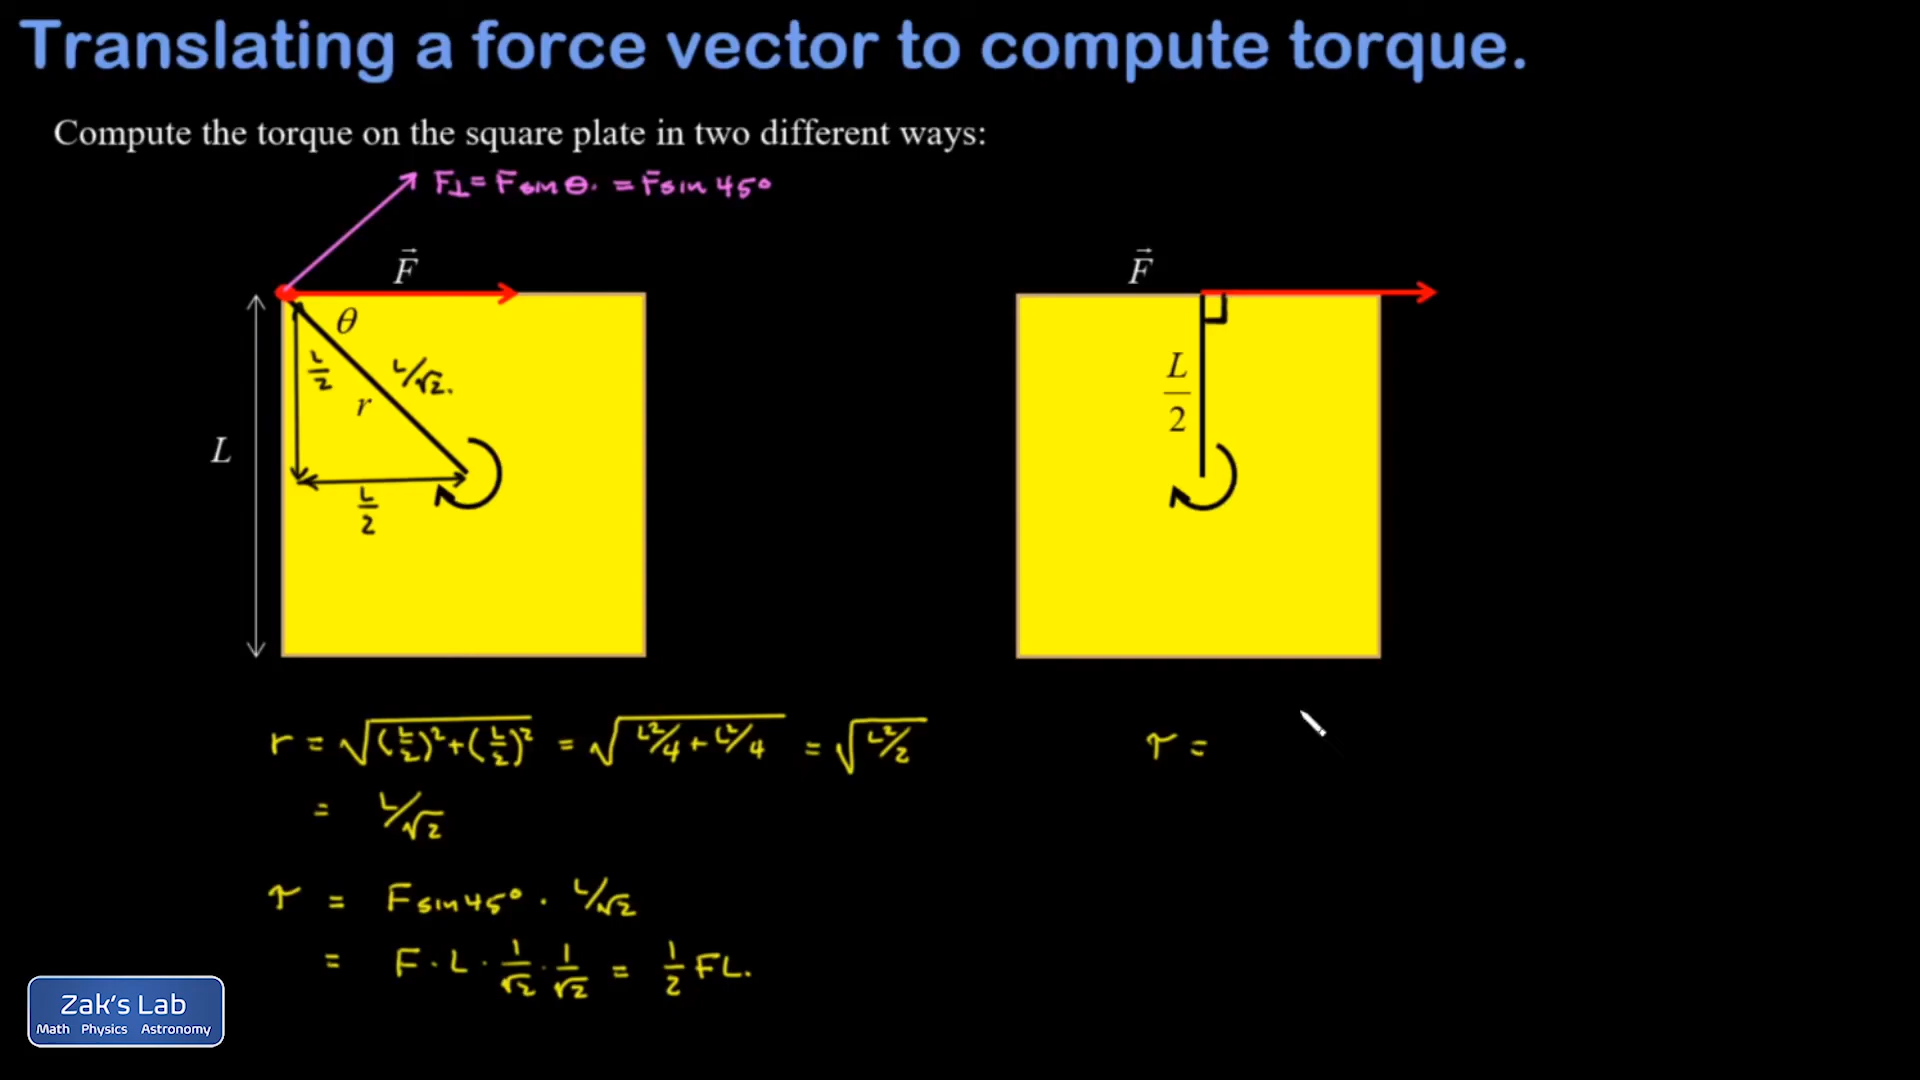 Translating a force vector to compute torque.
Compute the torque on the square plate in two different ways:
F⊥ = F sin θ. = F sin 45°
F⃗
θ
L/2
L/√2.
r
L
L/2
F⃗
L/2
r = √((L/2)² + (L/2)²) = √(L²/4 + L²/4) = √(L²/2)
= L/√2
τ = F sin 45° · L/√2
= F · L · 1/√2 · 1/√2 = 1/2 FL.
τ =
Zak's Lab
Math Physics Astronomy